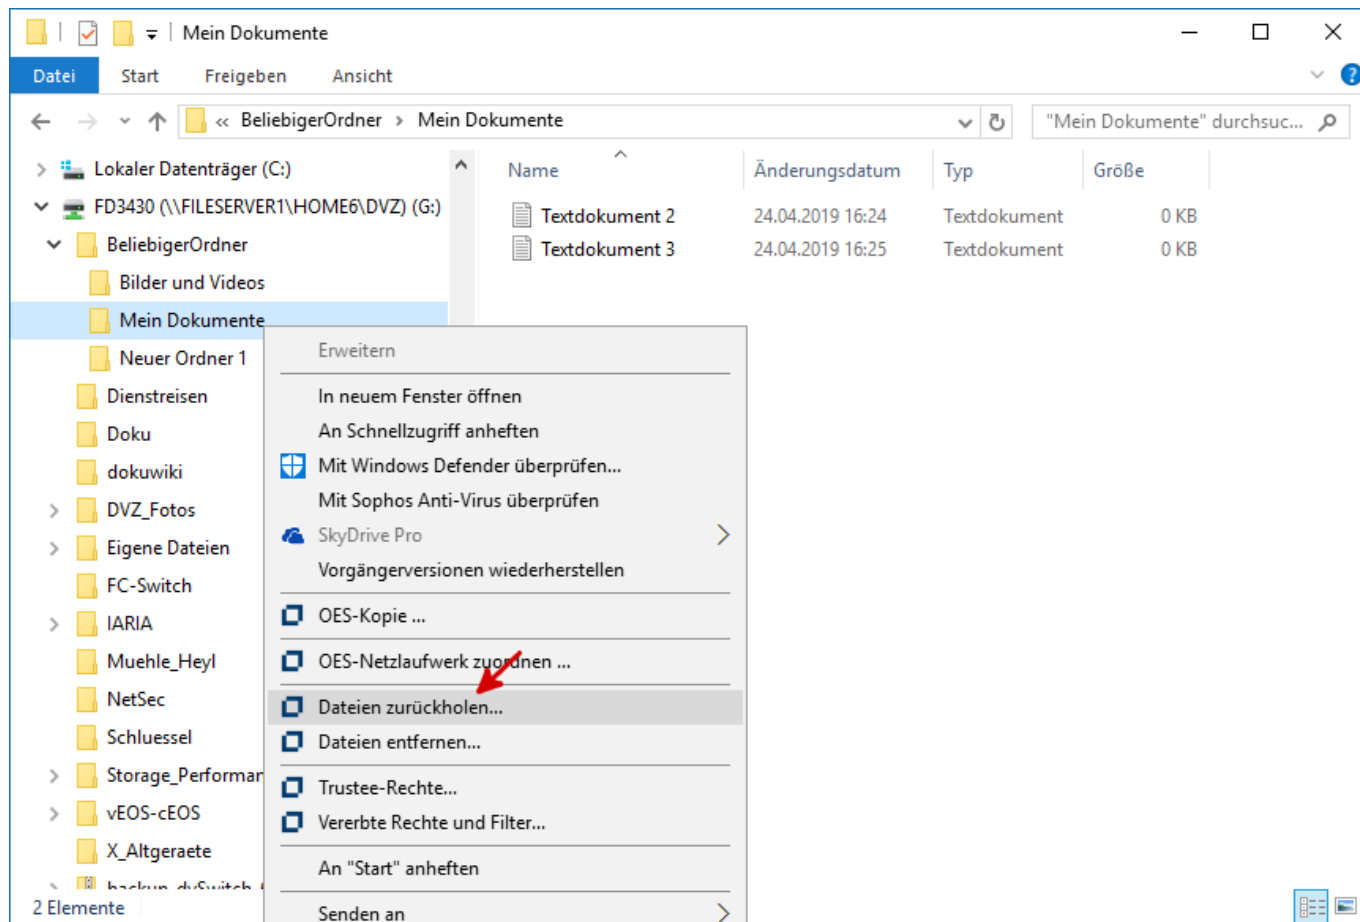 Mein Dokumente
Datei Start Freigeben Ansicht
« BeliebigerOrdner › Mein Dokumente
"Mein Dokumente" durchsuc...
Lokaler Datenträger (C:)
FD3430 (\\FILESERVER1\HOME6\DVZ) (G:)
BeliebigerOrdner
Bilder und Videos
Mein Dokumente
Neuer Ordner 1
Dienstreisen
Doku
dokuwiki
DVZ_Fotos
Eigene Dateien
FC-Switch
IARIA
Muehle_Heyl
NetSec
Schluessel
Storage_Performan
vEOS-cEOS
X_Altgeraete
backup_dvSwitch
2 Elemente
Name Änderungsdatum Typ Größe
Textdokument 2 24.04.2019 16:24 Textdokument 0 KB
Textdokument 3 24.04.2019 16:25 Textdokument 0 KB
Erweitern
In neuem Fenster öffnen
An Schnellzugriff anheften
Mit Windows Defender überprüfen...
Mit Sophos Anti-Virus überprüfen
SkyDrive Pro
Vorgängerversionen wiederherstellen
OES-Kopie ...
OES-Netzlaufwerk zuordnen ...
Dateien zurückholen...
Dateien entfernen...
Trustee-Rechte...
Vererbte Rechte und Filter...
An "Start" anheften
Senden an